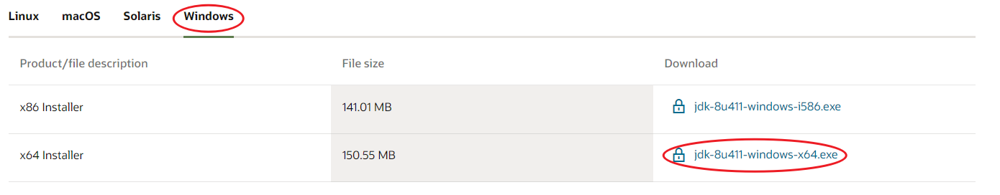 Linux macOS Solaris Windows
Product/file description File size Download
x86 Installer 141.01 MB jdk-8u411-windows-i586.exe
x64 Installer 150.55 MB jdk-8u411-windows-x64.exe